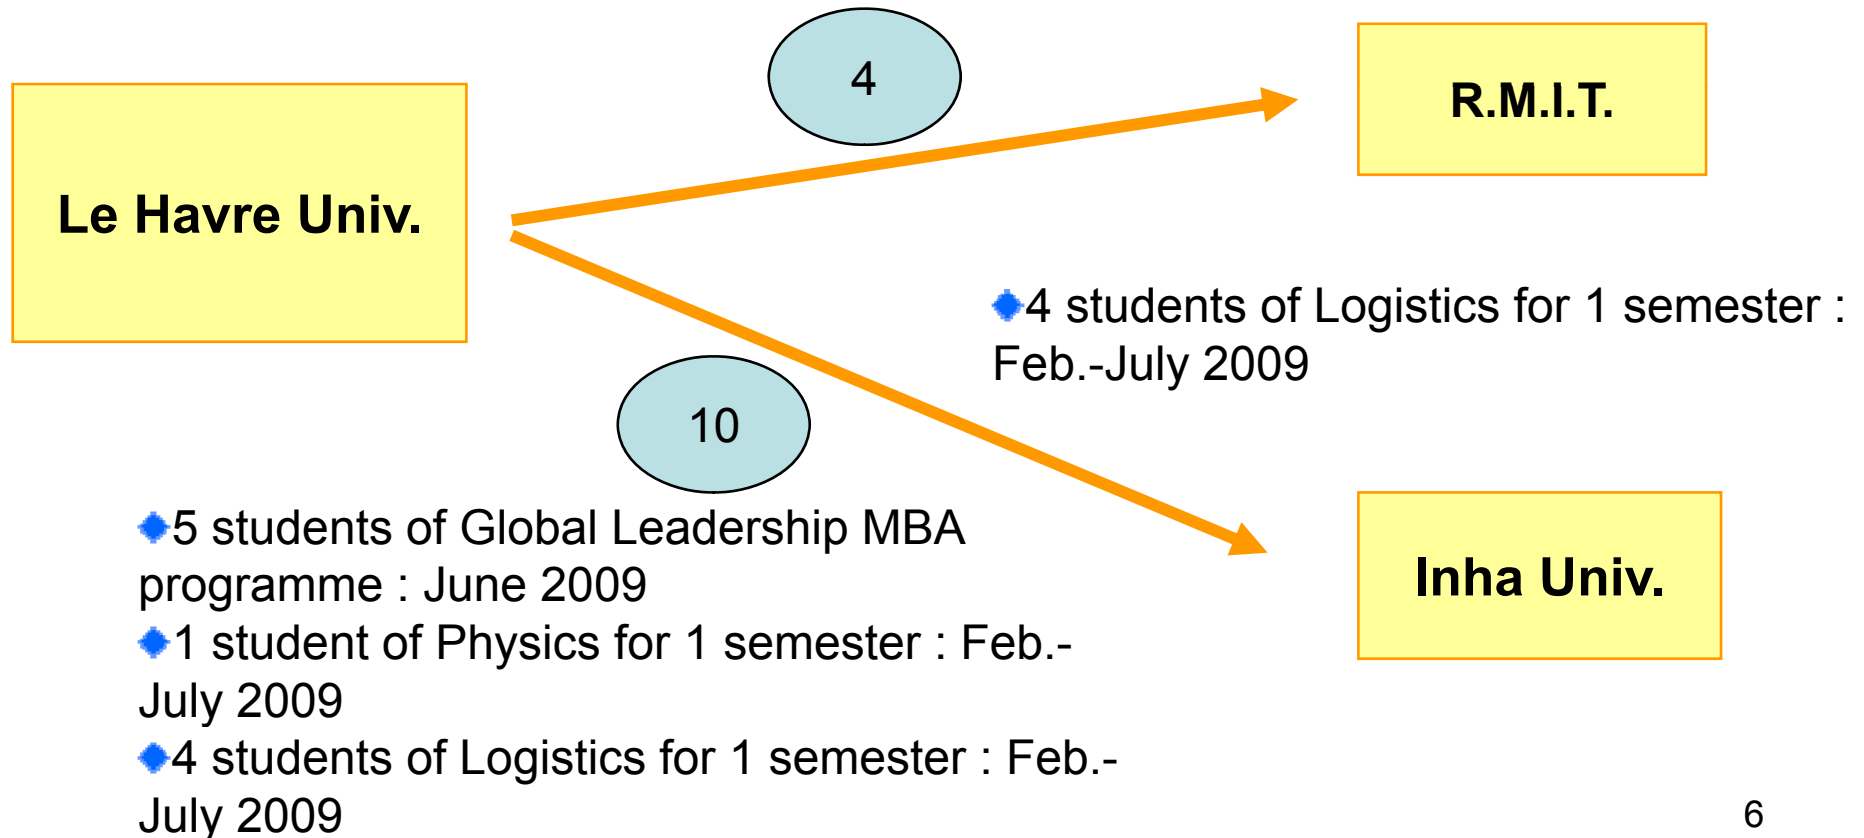 4
R.M.I.T.
Le Havre Univ.
4 students of Logistics for 1 semester :
Feb.-July 2009
10
5 students of Global Leadership MBA
programme : June 2009
1 student of Physics for 1 semester : Feb.-
July 2009
4 students of Logistics for 1 semester : Feb.-
July 2009
Inha Univ.
6